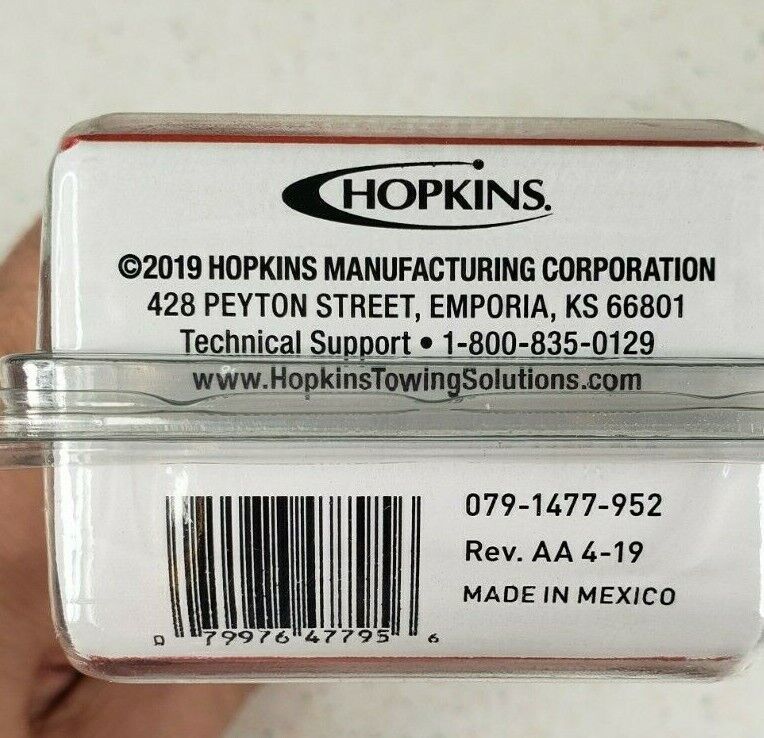 HOPKINS.
©2019 HOPKINS MANUFACTURING CORPORATION
428 PEYTON STREET, EMPORIA, KS 66801
Technical Support • 1-800-835-0129
www.HopkinsTowingSolutions.com
079-1477-952
Rev. AA 4-19
MADE IN MEXICO
0 79976 47795 6